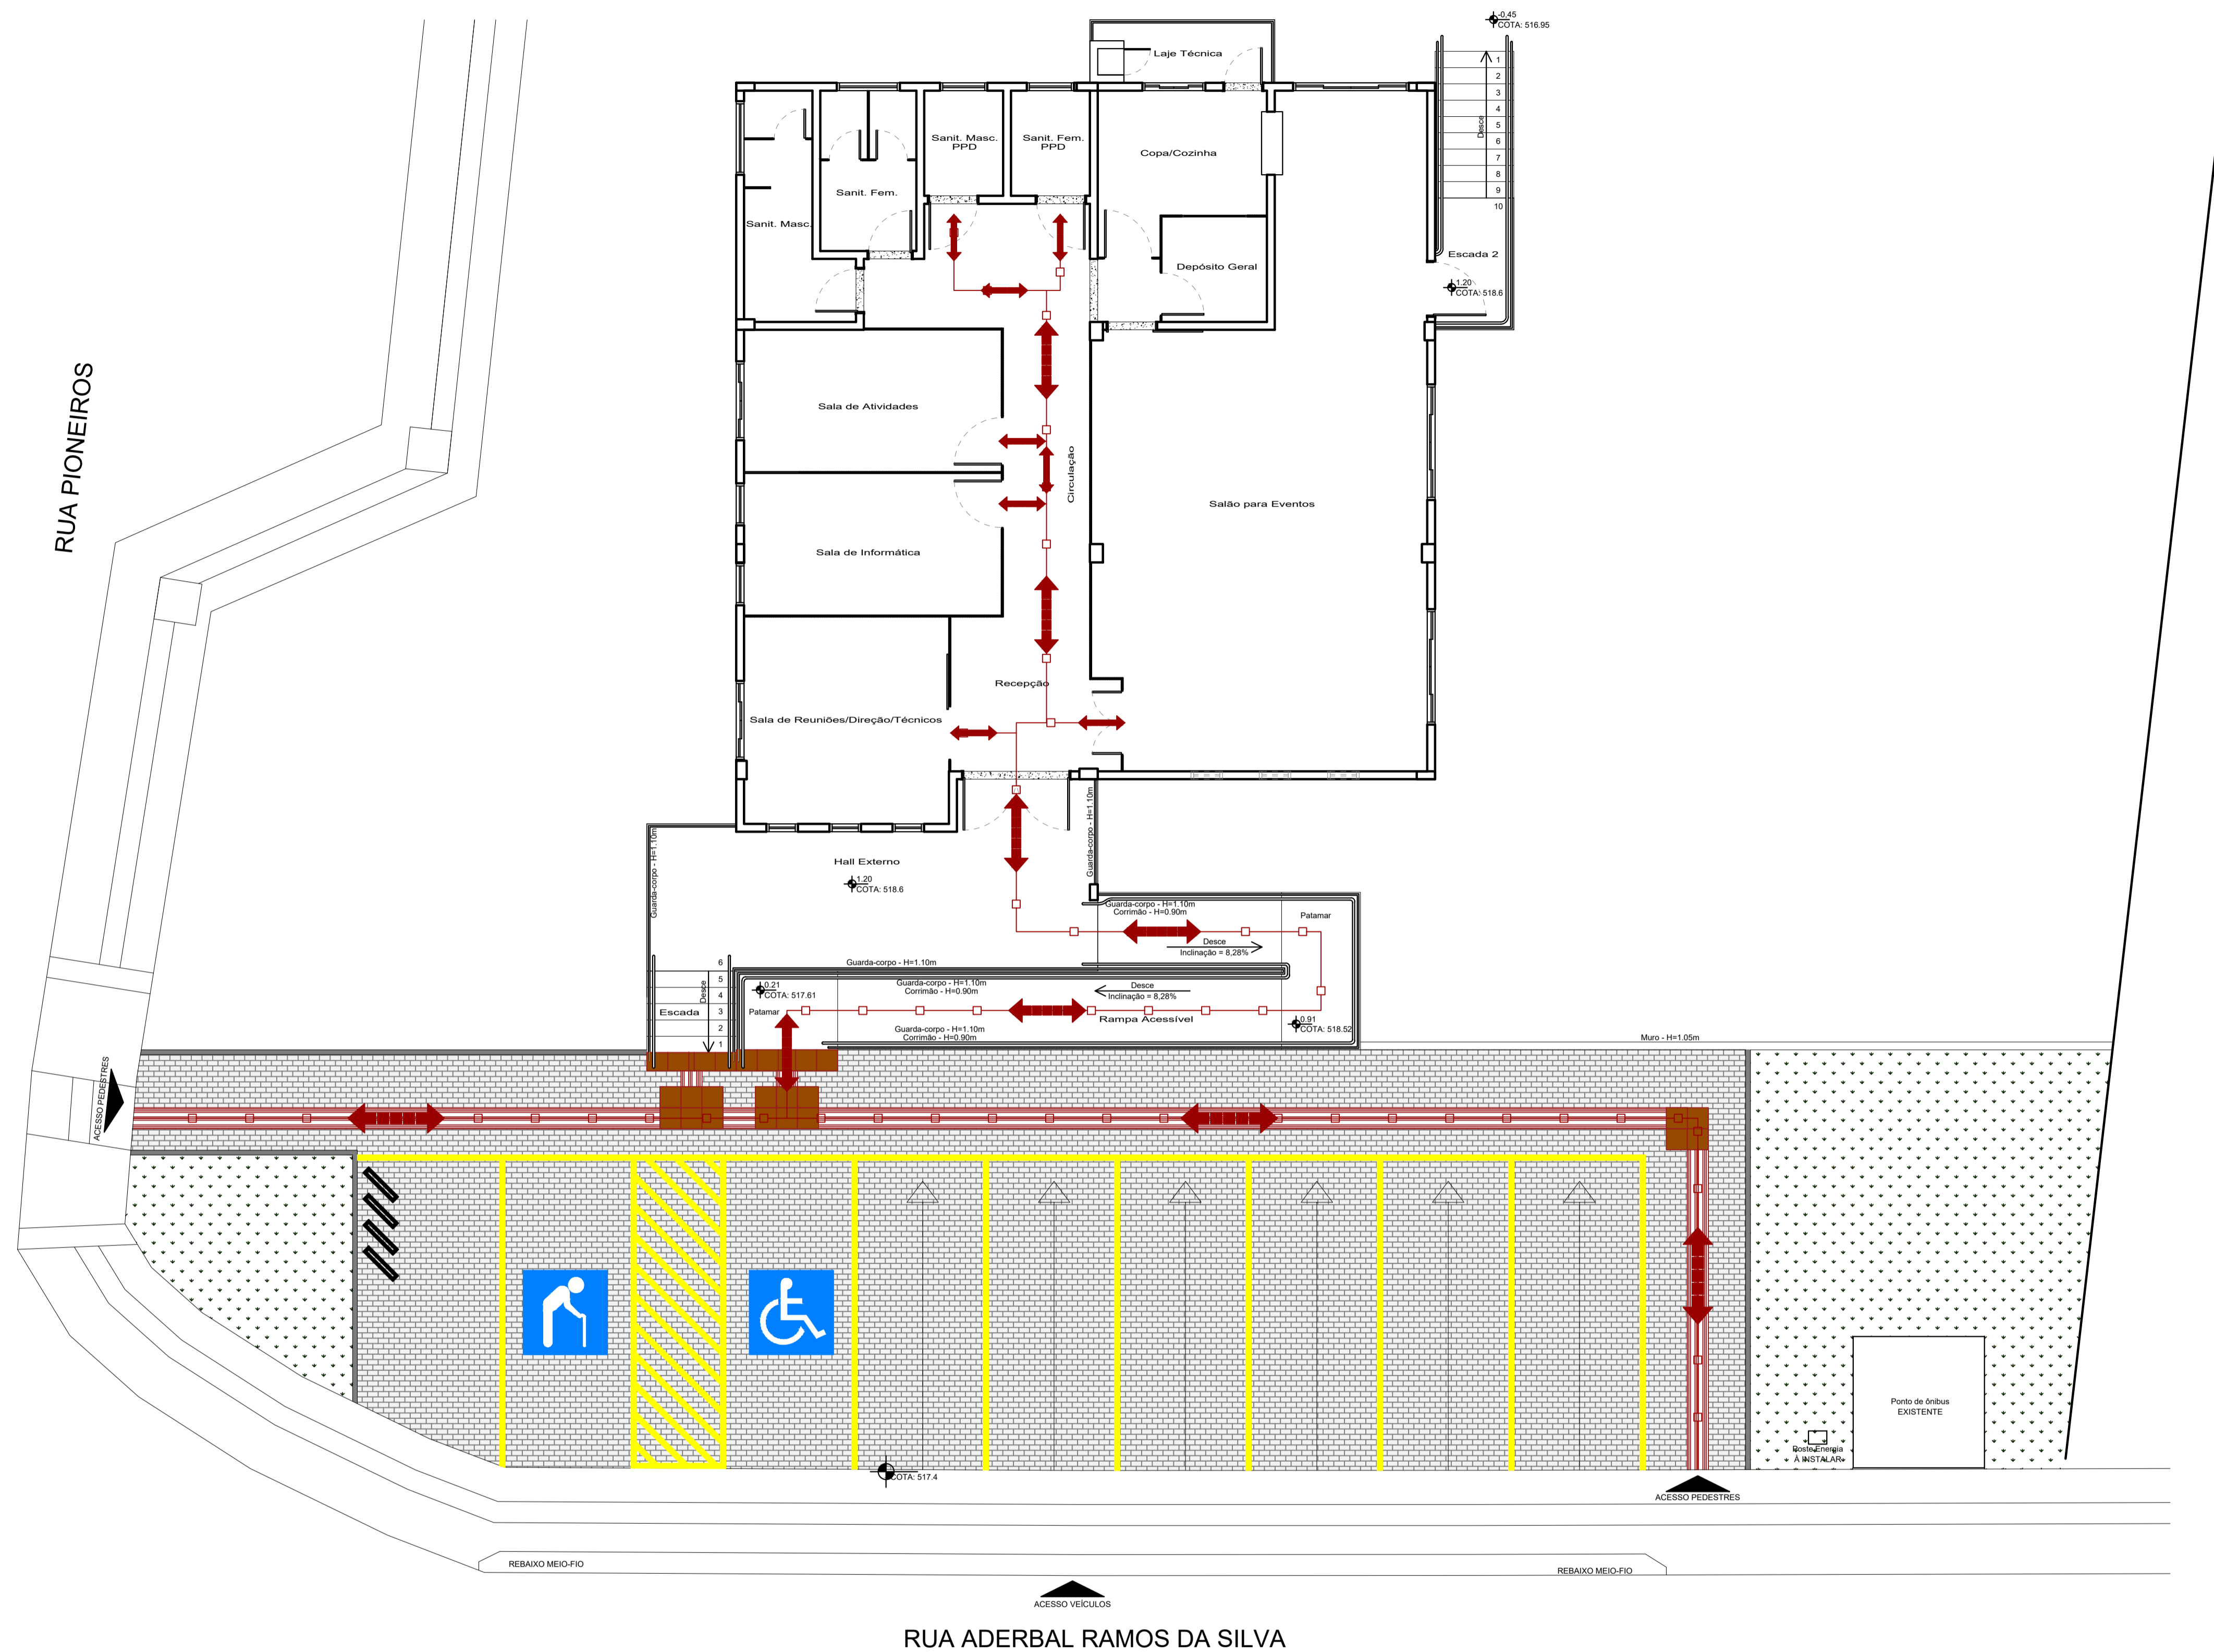 -0.45
COTA: 516.95
Laje Técnica
1
2
3
4
5
6
7
8
9
10
Desce
Sanit. Masc.
PPD
Sanit. Fem.
PPD
Copa/Cozinha
Sanit. Fem.
Sanit. Masc.
Depósito Geral
Escada 2
1.20
COTA: 518.6
RUA PIONEIROS
Sala de Atividades
Circulação
Salão para Eventos
Sala de Informática
Recepção
Sala de Reuniões/Direção/Técnicos
Guarda-corpo - H=1.10m
Guarda-corpo - H=1.10m
Hall Externo
1.20
COTA: 518.6
Guarda-corpo - H=1.10m
Corrimão - H=0.90m
Patamar
Desce
Inclinação = 8,28%
Guarda-corpo - H=1.10m
6
5
4
3
2
1
Desce
Escada
0.21
COTA: 517.61
Patamar
Guarda-corpo - H=1.10m
Corrimão - H=0.90m
Desce
Inclinação = 8,28%
Rampa Acessível
0.91
COTA: 518.52
Guarda-corpo - H=1.10m
Corrimão - H=0.90m
Muro - H=1.05m
ACESSO PEDESTRES
Ponto de ônibus
EXISTENTE
Poste Energia
À INSTALAR
COTA: 517.4
ACESSO PEDESTRES
REBAIXO MEIO-FIO
REBAIXO MEIO-FIO
ACESSO VEÍCULOS
RUA ADERBAL RAMOS DA SILVA